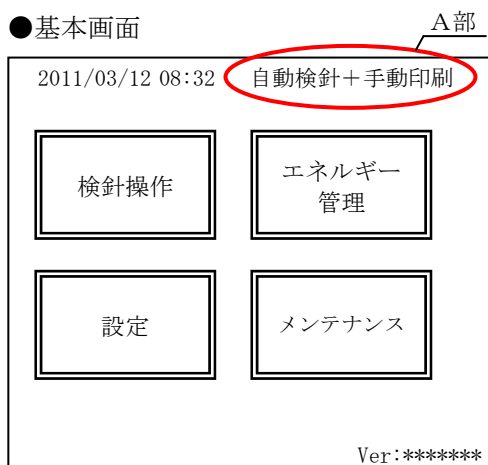 ●基本画面
A部
2011/03/12 08:32 自動検針＋手動印刷
検針操作
エネルギー
管理
設定
メンテナンス
Ver:*******